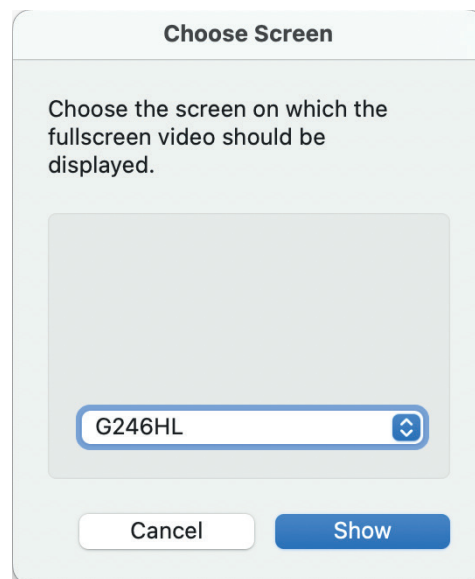 Choose Screen
Choose the screen on which the
fullscreen video should be
displayed.
G246HL
Cancel
Show